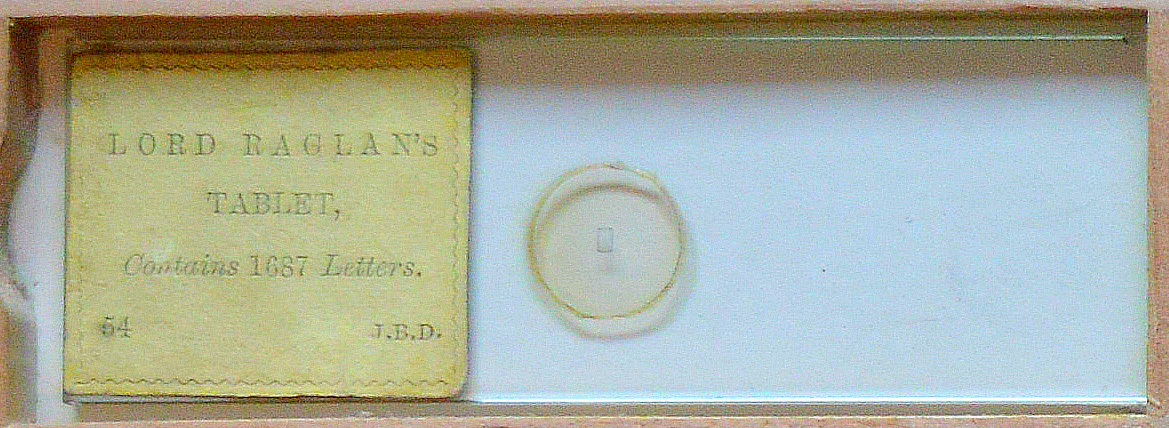 LORD RAGLAN'S
TABLET,
Contains 1687 Letters.
54 J.B.D.